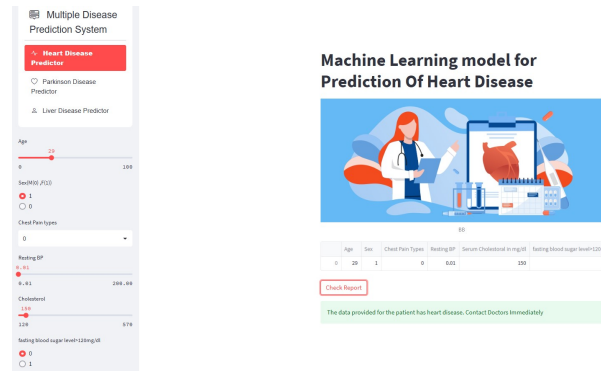 Multiple Disease
Prediction System
Heart Disease
Predictor
Parkinson Disease
Predictor
Liver Disease Predictor
Age
29
0 100
Sex(M(0) ,F(1))
1
0
Chest Pain types
0
Resting BP
0.01
0.01 200.00
Cholesterol
150
120 579
fasting blood sugar level>120mg/dl
0
1
Machine Learning model for
Prediction Of Heart Disease
BB
Age Sex Chest Pain Types Resting BP Serum Cholestoral in mg/dl fasting blood sugar level>120
0 29 1 0 0.01 150
Check Report
The data provided for the patient has heart disease. Contact Doctors Immediately